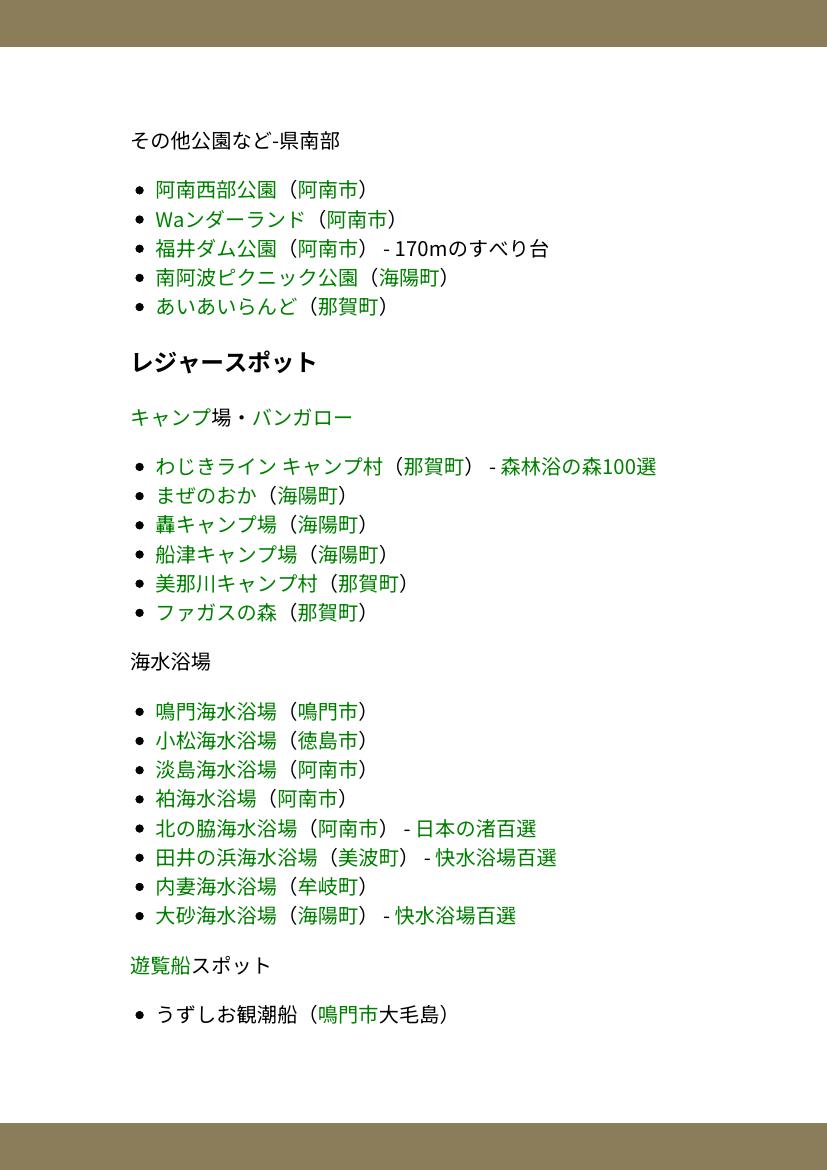 その他公園など-県南部
阿南西部公園（阿南市）
Waンダーランド（阿南市）
福井ダム公園（阿南市） - 170mのすべり台
南阿波ピクニック公園（海陽町）
あいあいらんど（那賀町）
レジャースポット
キャンプ場・バンガロー
わじきライン キャンプ村（那賀町） - 森林浴の森100選
まぜのおか（海陽町）
轟キャンプ場（海陽町）
船津キャンプ場（海陽町）
美那川キャンプ村（那賀町）
ファガスの森（那賀町）
海水浴場
鳴門海水浴場（鳴門市）
小松海水浴場（徳島市）
淡島海水浴場（阿南市）
袙海水浴場（阿南市）
北の脇海水浴場（阿南市） - 日本の渚百選
田井の浜海水浴場（美波町） - 快水浴場百選
内妻海水浴場（牟岐町）
大砂海水浴場（海陽町） - 快水浴場百選
遊覧船スポット
うずしお観潮船（鳴門市大毛島）